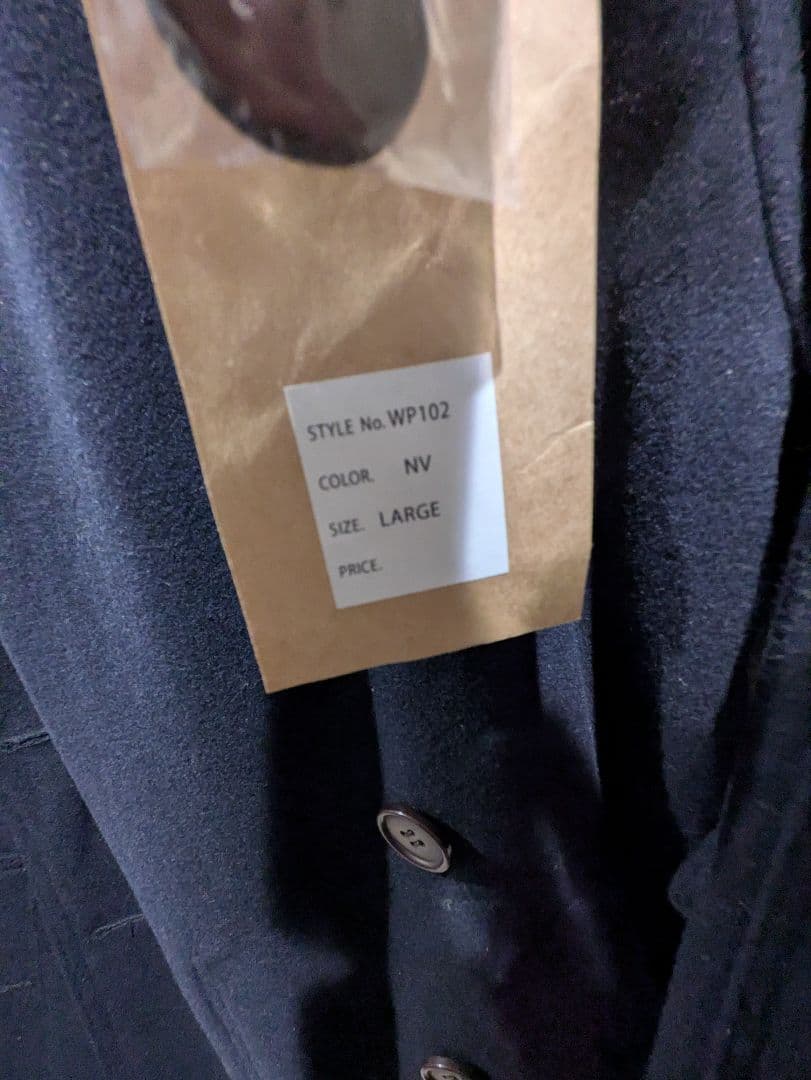 STYLE No. WP102
COLOR. NV
SIZE. LARGE
PRICE.